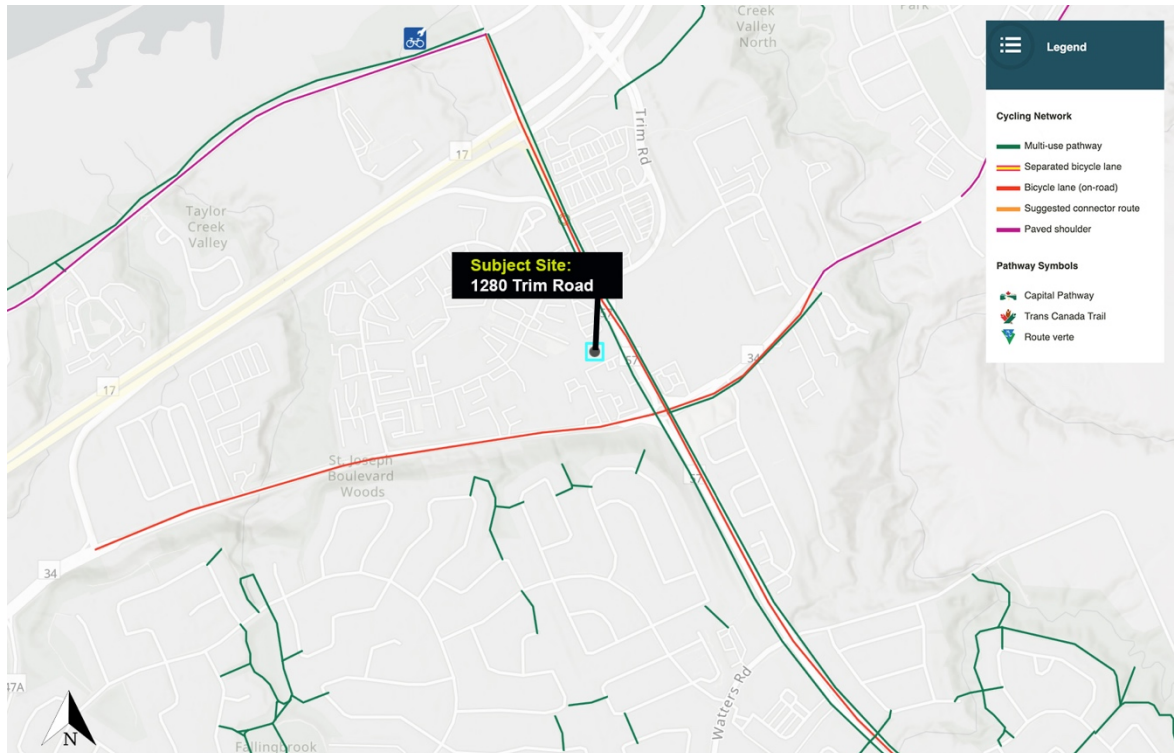 Creek
Valley
North
Park
Trim Rd
17
Taylor
Creek
Valley
Subject Site:
1280 Trim Road
57
57
34
17
St. Joseph
Boulevard
Woods
57
34
47A
Watters Rd
Fallingbrook
N
Legend
Cycling Network
Multi-use pathway
Separated bicycle lane
Bicycle lane (on-road)
Suggested connector route
Paved shoulder
Pathway Symbols
Capital Pathway
Trans Canada Trail
Route verte